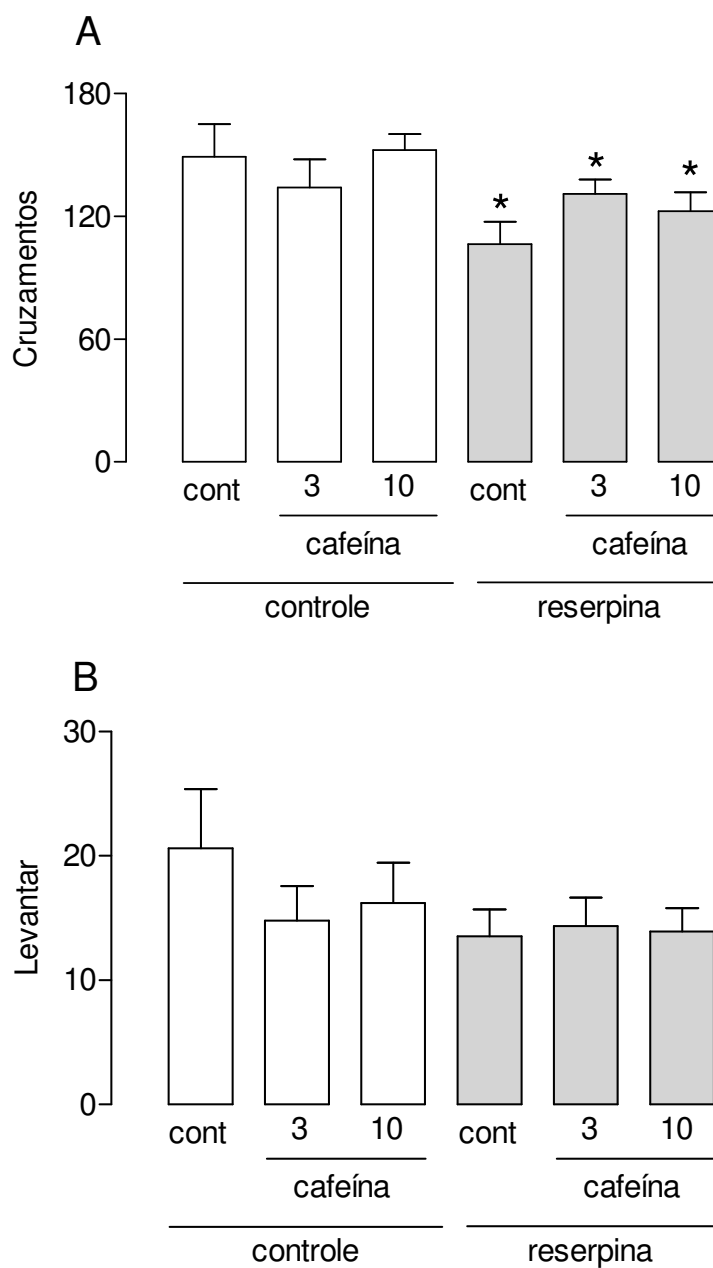 A
180
120
60
0
Cruzamentos
*
*
*
cont 3 10 cont 3 10
cafeína cafeína
controle reserpina
B
30
20
10
0
Levantar
cont 3 10 cont 3 10
cafeína cafeína
controle reserpina